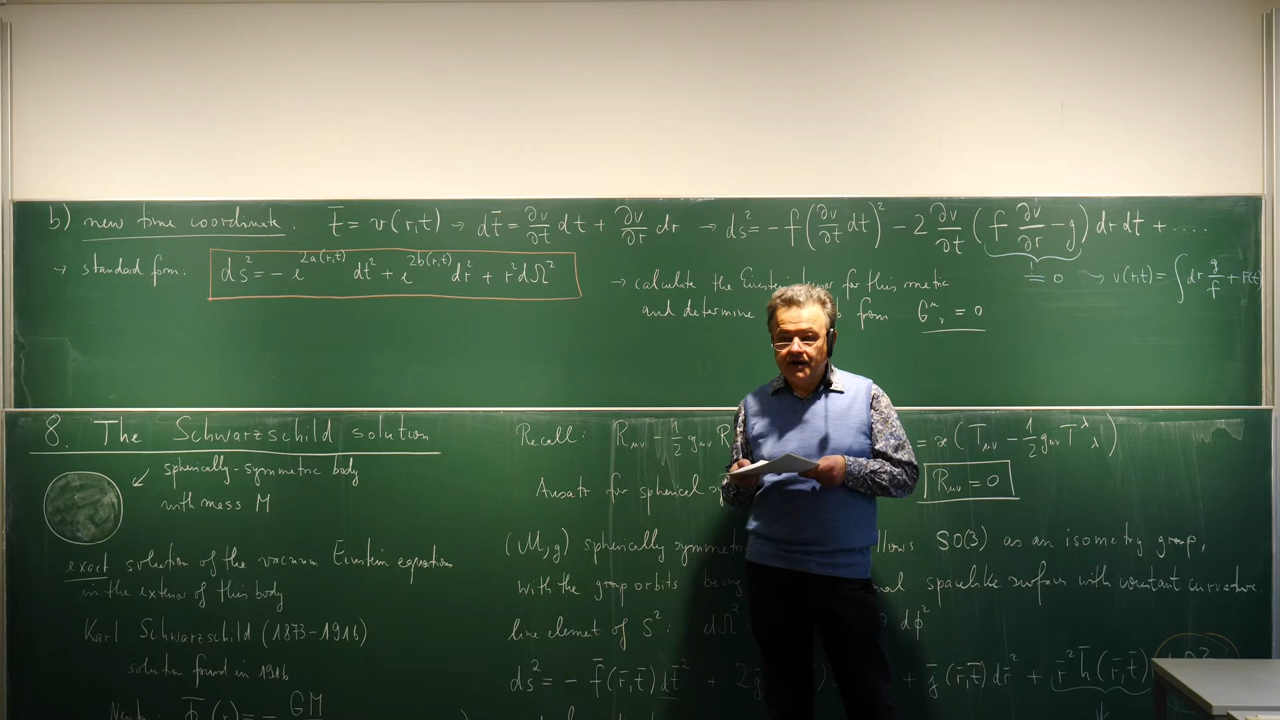 b) new time coordinate. t̄ = v(r,t) → dt̄ = ∂v/∂t dt + ∂v/∂r dr → ds² = -f(∂v/∂t dt)² - 2 ∂v/∂t (f ∂v/∂r - g) dr dt + ....
→ standard form: ds² = -e^{2a(r,t)} dt² + e^{2b(r,t)} dr² + r² dΩ²
! = 0 → v(r,t) = ∫ dr g/f + F(t)
→ calculate the for this metric
and determine from G^μ_ν = 0
8. The Schwarzschild solution
spherically-symmetric body
with mass M
exact solution of the vacuum Einstein equations
in the exterior of this body
Karl Schwarzschild (1873-1916)
solution found in 1916
GM
Recall: R_μν - 1/2 g_μν R = ϰ(T_μν - 1/2 g_μν T^λ_λ)
Ansatz for spherical R_μν = 0
(M,g) spherically SO(3) as an isometry group,
with the group orbits being spacelike surfaces with constant curvature
line element of S²: dΩ² dϕ²
ds² = - f̄(r̄,t̄) dt̄² + 2 + j̄(r̄,t̄) dr̄² + r̄² h̄(r̄,t̄) dΩ²